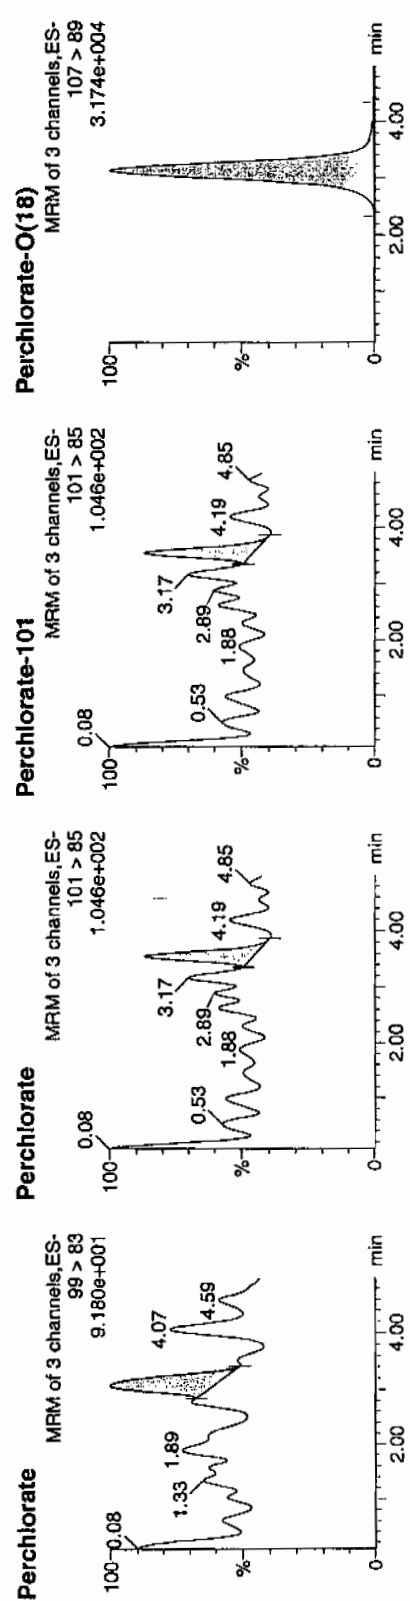 Perchlorate
MRM of 3 channels,ES-
99 > 83
9.180e+001
100
0.08
1.33
1.89
4.07
4.59
%
0
2.00
4.00
min
Perchlorate
MRM of 3 channels,ES-
101 > 85
1.046e+002
100
0.08
0.53
1.88
2.89
3.17
4.19
4.85
%
0
2.00
4.00
min
Perchlorate-101
MRM of 3 channels,ES-
101 > 85
1.046e+002
100
0.08
0.53
1.88
2.89
3.17
4.19
4.85
%
0
2.00
4.00
min
Perchlorate-O(18)
MRM of 3 channels,ES-
107 > 89
3.174e+004
100
%
0
2.00
4.00
min